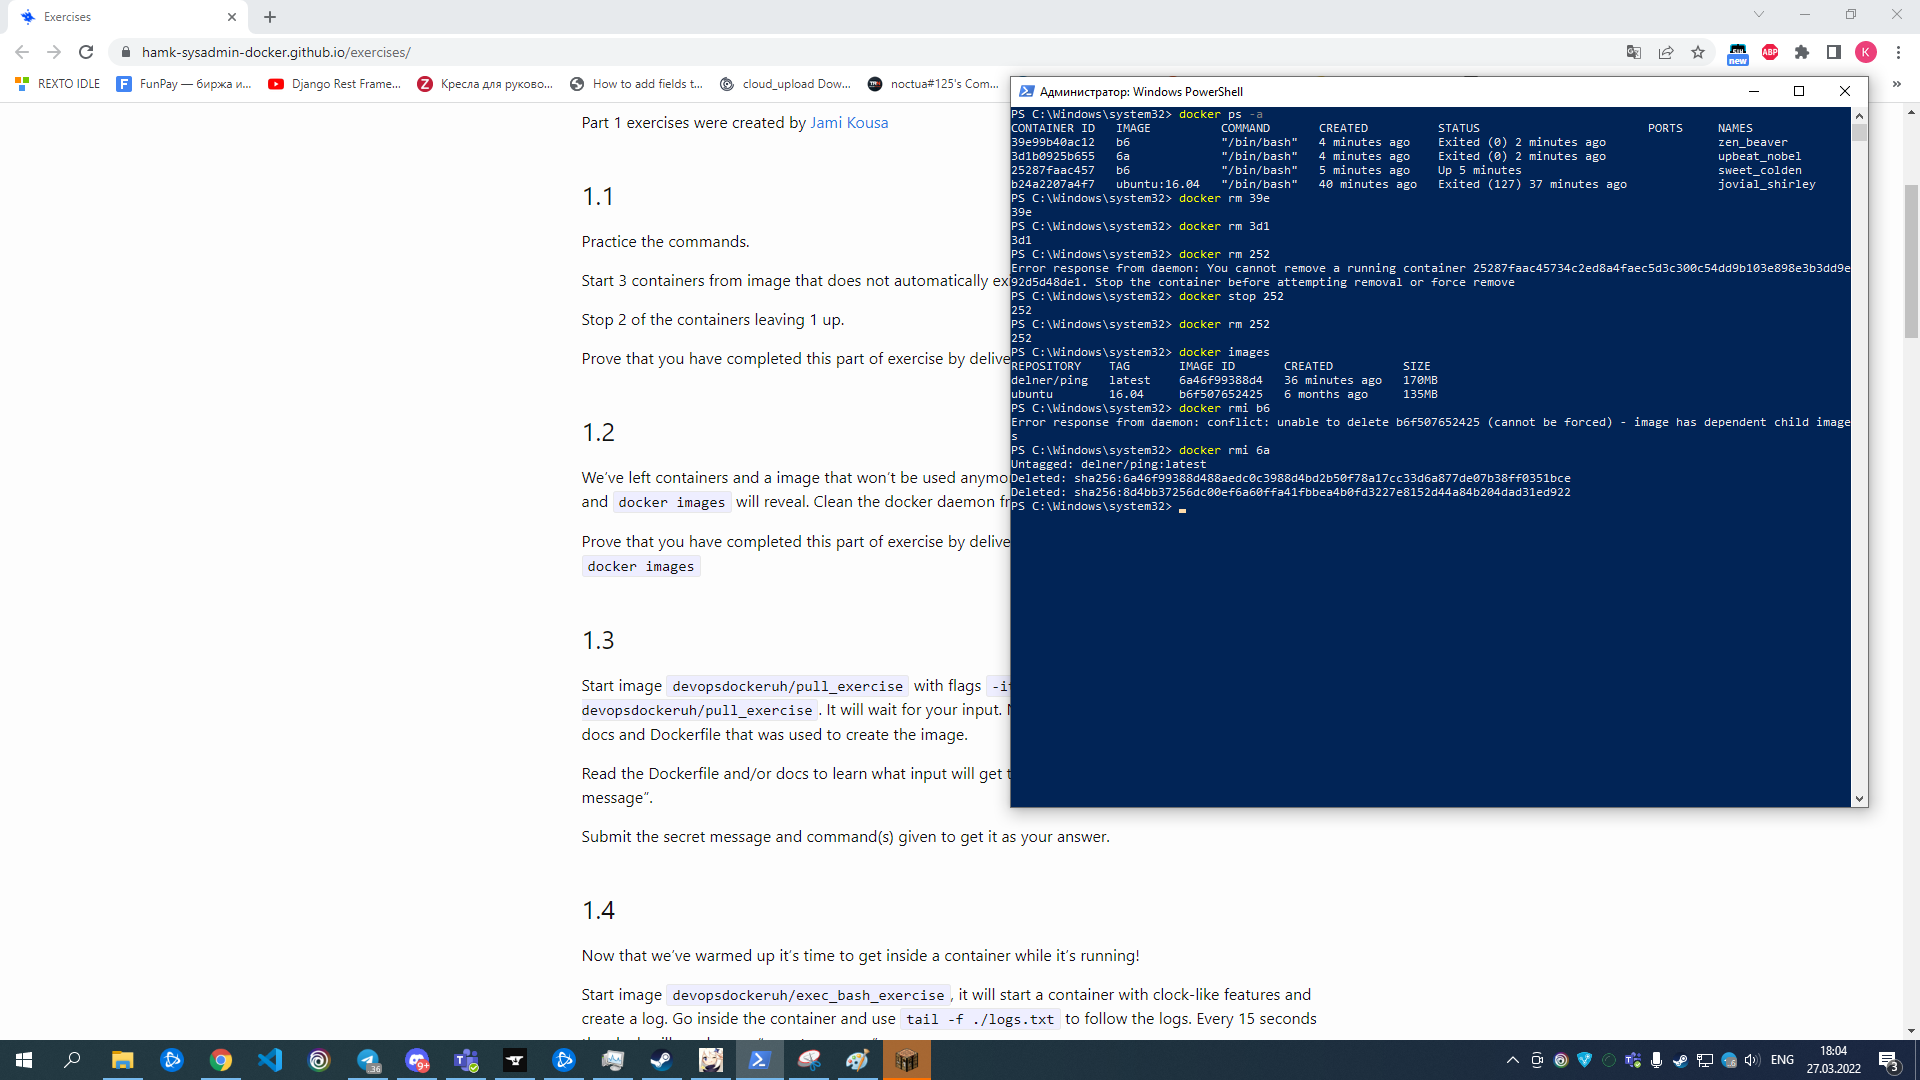 Exercises
hamk-sysadmin-docker.github.io/exercises/
new
ABP
K
REXTO IDLE
FunPay — биржа и...
Django Rest Frame...
Кресла для руково...
How to add fields t...
cloud_upload Dow...
noctua#125's Com...
»
Part 1 exercises were created by Jami Kousa
1.1
Practice the commands.
Start 3 containers from image that does not automatically ex
Stop 2 of the containers leaving 1 up.
Prove that you have completed this part of exercise by delive
1.2
We've left containers and a image that won't be used anymo
and docker images will reveal. Clean the docker daemon fr
Prove that you have completed this part of exercise by delive
docker images
1.3
Start image devopsdockeruh/pull_exercise with flags -it
devopsdockeruh/pull_exercise . It will wait for your input. N
docs and Dockerfile that was used to create the image.
Read the Dockerfile and/or docs to learn what input will get t
message".
Submit the secret message and command(s) given to get it as your answer.
1.4
Now that we've warmed up it's time to get inside a container while it's running!
Start image devopsdockeruh/exec_bash_exercise , it will start a container with clock-like features and
create a log. Go inside the container and use tail -f ./logs.txt to follow the logs. Every 15 seconds
Администратор: Windows PowerShell
PS C:\Windows\system32> docker ps -a
CONTAINER ID   IMAGE          COMMAND       CREATED          STATUS                        PORTS     NAMES
39e99b40ac12   b6             "/bin/bash"   4 minutes ago    Exited (0) 2 minutes ago                zen_beaver
3d1b0925b655   6a             "/bin/bash"   4 minutes ago    Exited (0) 2 minutes ago                upbeat_nobel
25287faac457   b6             "/bin/bash"   5 minutes ago    Up 5 minutes                            sweet_colden
b24a2207a4f7   ubuntu:16.04   "/bin/bash"   40 minutes ago   Exited (127) 37 minutes ago             jovial_shirley
PS C:\Windows\system32> docker rm 39e
39e
PS C:\Windows\system32> docker rm 3d1
3d1
PS C:\Windows\system32> docker rm 252
Error response from daemon: You cannot remove a running container 25287faac45734c2ed8a4faec5d3c300c54dd9b103e898e3b3dd9e
92d5d48de1. Stop the container before attempting removal or force remove
PS C:\Windows\system32> docker stop 252
252
PS C:\Windows\system32> docker rm 252
252
PS C:\Windows\system32> docker images
REPOSITORY    TAG       IMAGE ID       CREATED          SIZE
delner/ping   latest    6a46f99388d4   36 minutes ago   170MB
ubuntu        16.04     b6f507652425   6 months ago     135MB
PS C:\Windows\system32> docker rmi b6
Error response from daemon: conflict: unable to delete b6f507652425 (cannot be forced) - image has dependent child image
s
PS C:\Windows\system32> docker rmi 6a
Untagged: delner/ping:latest
Deleted: sha256:6a46f99388d488aedc0c3988d4bd2b50f78a17cc33d6a877de07b38ff0351bce
Deleted: sha256:8d4bb37256dc00ef6a60ffa41fbbea4b0fd3227e8152d44a84b204dad31ed922
PS C:\Windows\system32>
36
9+
ENG
18:04
27.03.2022
3